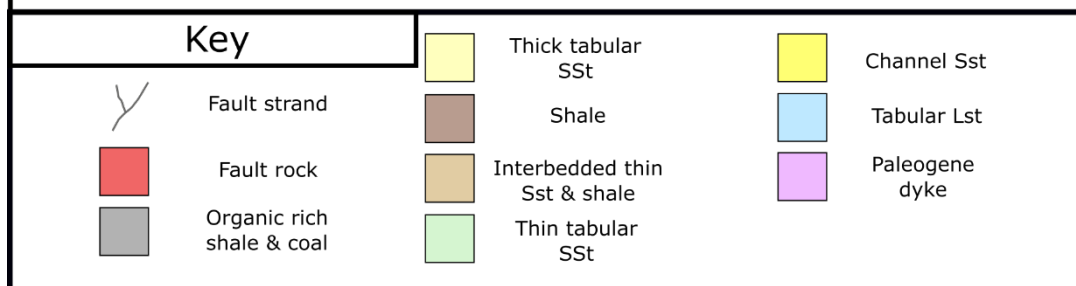 Key
Fault strand
Fault rock
Organic rich
shale & coal
Thick tabular
SSt
Shale
Interbedded thin
Sst & shale
Thin tabular
SSt
Channel Sst
Tabular Lst
Paleogene
dyke